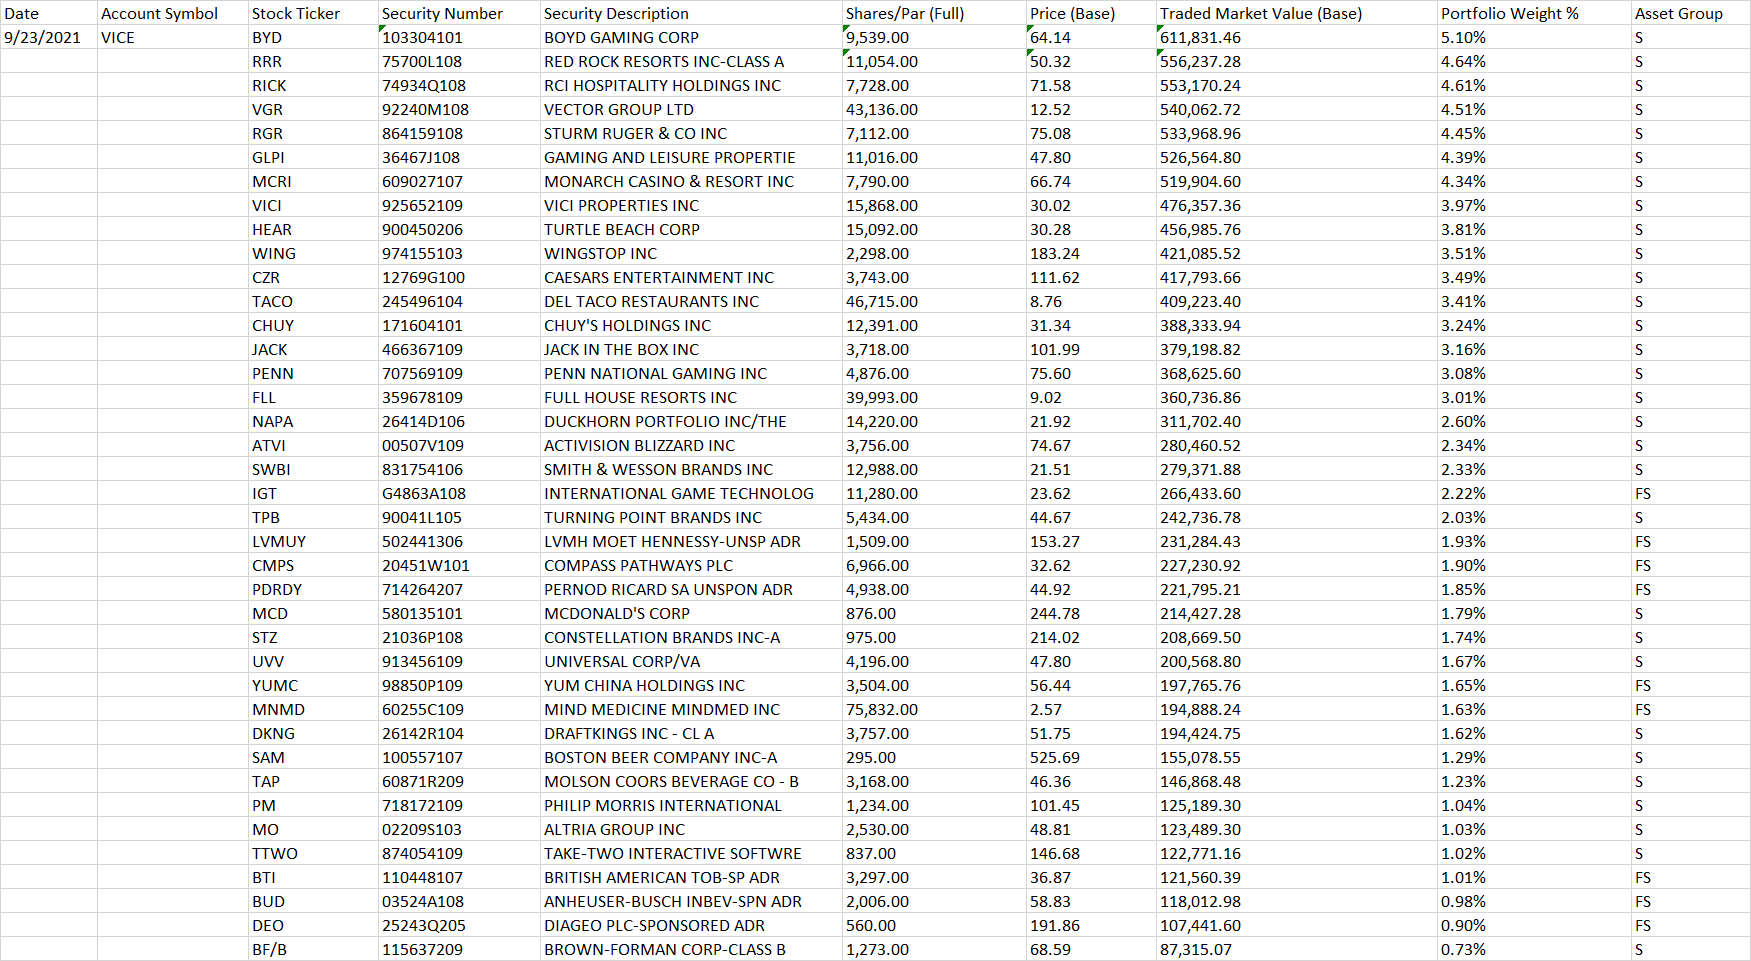 Date Account Symbol Stock Ticker Security Number Security Description Shares/Par (Full) Price (Base) Traded Market Value (Base) Portfolio Weight % Asset Group
9/23/2021 VICE BYD 103304101 BOYD GAMING CORP 9,539.00 64.14 611,831.46 5.10% S
RRR 75700L108 RED ROCK RESORTS INC-CLASS A 11,054.00 50.32 556,237.28 4.64% S
RICK 74934Q108 RCI HOSPITALITY HOLDINGS INC 7,728.00 71.58 553,170.24 4.61% S
VGR 92240M108 VECTOR GROUP LTD 43,136.00 12.52 540,062.72 4.51% S
RGR 864159108 STURM RUGER & CO INC 7,112.00 75.08 533,968.96 4.45% S
GLPI 36467J108 GAMING AND LEISURE PROPERTIE 11,016.00 47.80 526,564.80 4.39% S
MCRI 609027107 MONARCH CASINO & RESORT INC 7,790.00 66.74 519,904.60 4.34% S
VICI 925652109 VICI PROPERTIES INC 15,868.00 30.02 476,357.36 3.97% S
HEAR 900450206 TURTLE BEACH CORP 15,092.00 30.28 456,985.76 3.81% S
WING 974155103 WINGSTOP INC 2,298.00 183.24 421,085.52 3.51% S
CZR 12769G100 CAESARS ENTERTAINMENT INC 3,743.00 111.62 417,793.66 3.49% S
TACO 245496104 DEL TACO RESTAURANTS INC 46,715.00 8.76 409,223.40 3.41% S
CHUY 171604101 CHUY'S HOLDINGS INC 12,391.00 31.34 388,333.94 3.24% S
JACK 466367109 JACK IN THE BOX INC 3,718.00 101.99 379,198.82 3.16% S
PENN 707569109 PENN NATIONAL GAMING INC 4,876.00 75.60 368,625.60 3.08% S
FLL 359678109 FULL HOUSE RESORTS INC 39,993.00 9.02 360,736.86 3.01% S
NAPA 26414D106 DUCKHORN PORTFOLIO INC/THE 14,220.00 21.92 311,702.40 2.60% S
ATVI 00507V109 ACTIVISION BLIZZARD INC 3,756.00 74.67 280,460.52 2.34% S
SWBI 831754106 SMITH & WESSON BRANDS INC 12,988.00 21.51 279,371.88 2.33% S
IGT G4863A108 INTERNATIONAL GAME TECHNOLOG 11,280.00 23.62 266,433.60 2.22% FS
TPB 90041L105 TURNING POINT BRANDS INC 5,434.00 44.67 242,736.78 2.03% S
LVMUY 502441306 LVMH MOET HENNESSY-UNSP ADR 1,509.00 153.27 231,284.43 1.93% FS
CMPS 20451W101 COMPASS PATHWAYS PLC 6,966.00 32.62 227,230.92 1.90% FS
PDRDY 714264207 PERNOD RICARD SA UNSPON ADR 4,938.00 44.92 221,795.21 1.85% FS
MCD 580135101 MCDONALD'S CORP 876.00 244.78 214,427.28 1.79% S
STZ 21036P108 CONSTELLATION BRANDS INC-A 975.00 214.02 208,669.50 1.74% S
UVV 913456109 UNIVERSAL CORP/VA 4,196.00 47.80 200,568.80 1.67% S
YUMC 98850P109 YUM CHINA HOLDINGS INC 3,504.00 56.44 197,765.76 1.65% FS
MNMD 60255C109 MIND MEDICINE MINDMED INC 75,832.00 2.57 194,888.24 1.63% FS
DKNG 26142R104 DRAFTKINGS INC - CL A 3,757.00 51.75 194,424.75 1.62% S
SAM 100557107 BOSTON BEER COMPANY INC-A 295.00 525.69 155,078.55 1.29% S
TAP 60871R209 MOLSON COORS BEVERAGE CO - B 3,168.00 46.36 146,868.48 1.23% S
PM 718172109 PHILIP MORRIS INTERNATIONAL 1,234.00 101.45 125,189.30 1.04% S
MO 02209S103 ALTRIA GROUP INC 2,530.00 48.81 123,489.30 1.03% S
TTWO 874054109 TAKE-TWO INTERACTIVE SOFTWRE 837.00 146.68 122,771.16 1.02% S
BTI 110448107 BRITISH AMERICAN TOB-SP ADR 3,297.00 36.87 121,560.39 1.01% FS
BUD 03524A108 ANHEUSER-BUSCH INBEV-SPN ADR 2,006.00 58.83 118,012.98 0.98% FS
DEO 25243Q205 DIAGEO PLC-SPONSORED ADR 560.00 191.86 107,441.60 0.90% FS
BF/B 115637209 BROWN-FORMAN CORP-CLASS B 1,273.00 68.59 87,315.07 0.73% S